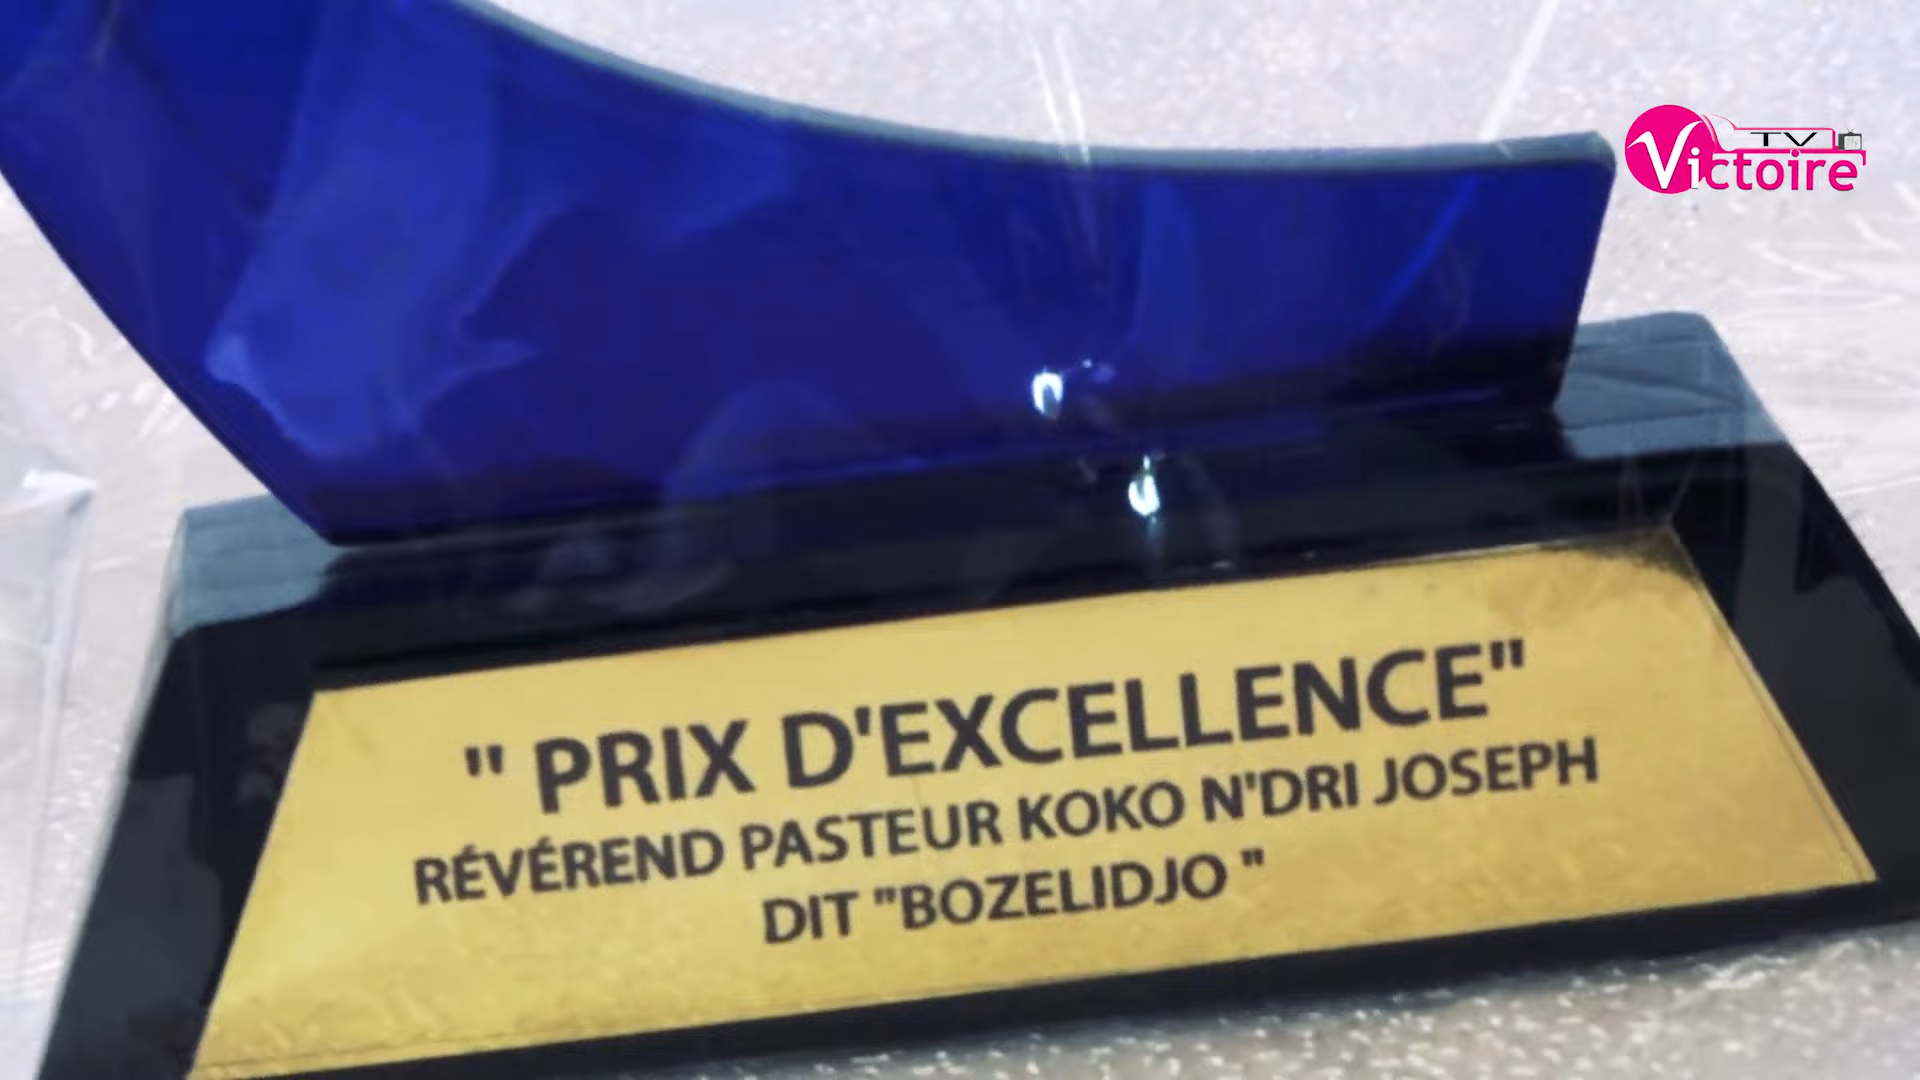 TV
Victoire
" PRIX D'EXCELLENCE"
RÉVÉREND PASTEUR KOKO N'DRI JOSEPH
DIT "BOZELIDJO "